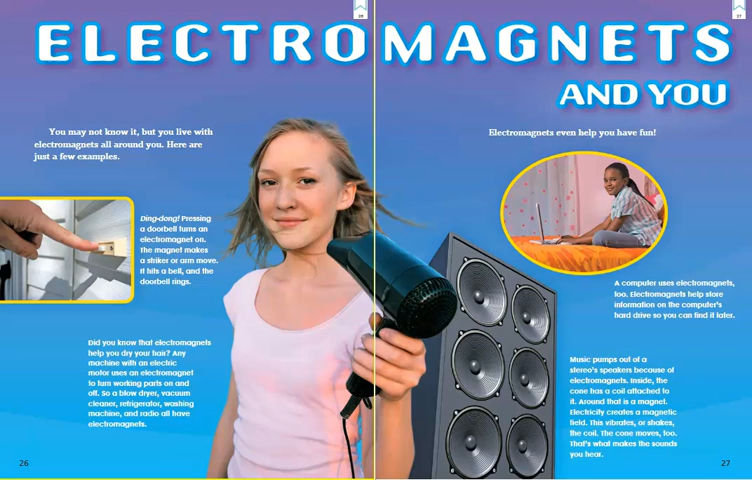 26
27
ELECTROMAGNETS
AND YOU
You may not know it, but you live with
electromagnets all around you. Here are
just a few examples.
Ding-dong! Pressing
a doorbell turns an
electromagnet on.
The magnet makes
a striker or arm move.
It hits a bell, and the
doorbell rings.
Did you know that electromagnets
help you dry your hair? Any
machine with an electric
motor uses an electromagnet
to turn working parts on and
off. So a blow dryer, vacuum
cleaner, refrigerator, washing
machine, and radio all have
electromagnets.
26
Electromagnets even help you have fun!
A computer uses electromagnets,
too. Electromagnets help store
information on the computer's
hard drive so you can find it later.
Music pumps out of a
stereo's speakers because of
electromagnets. Inside, the
cone has a coil attached to
it. Around that is a magnet.
Electricity creates a magnetic
field. This vibrates, or shakes,
the coil. The cone moves, too.
That's what makes the sounds
you hear.
27